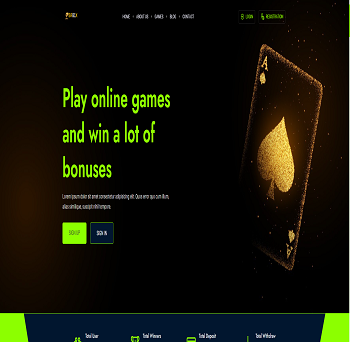 HOME ABOUT US GAMES BLOG CONTACT LOGIN REGISTRATION
Play online games
and win a lot of
bonuses
Lorem ipsum dolor sit amet consectetur adipisicing elit. Quos error quo cum illum,
alias similique, suscipit nihil tempore.
SIGN UP SIGN IN
A
Total User Total Winners Total Deposit Total Withdraw